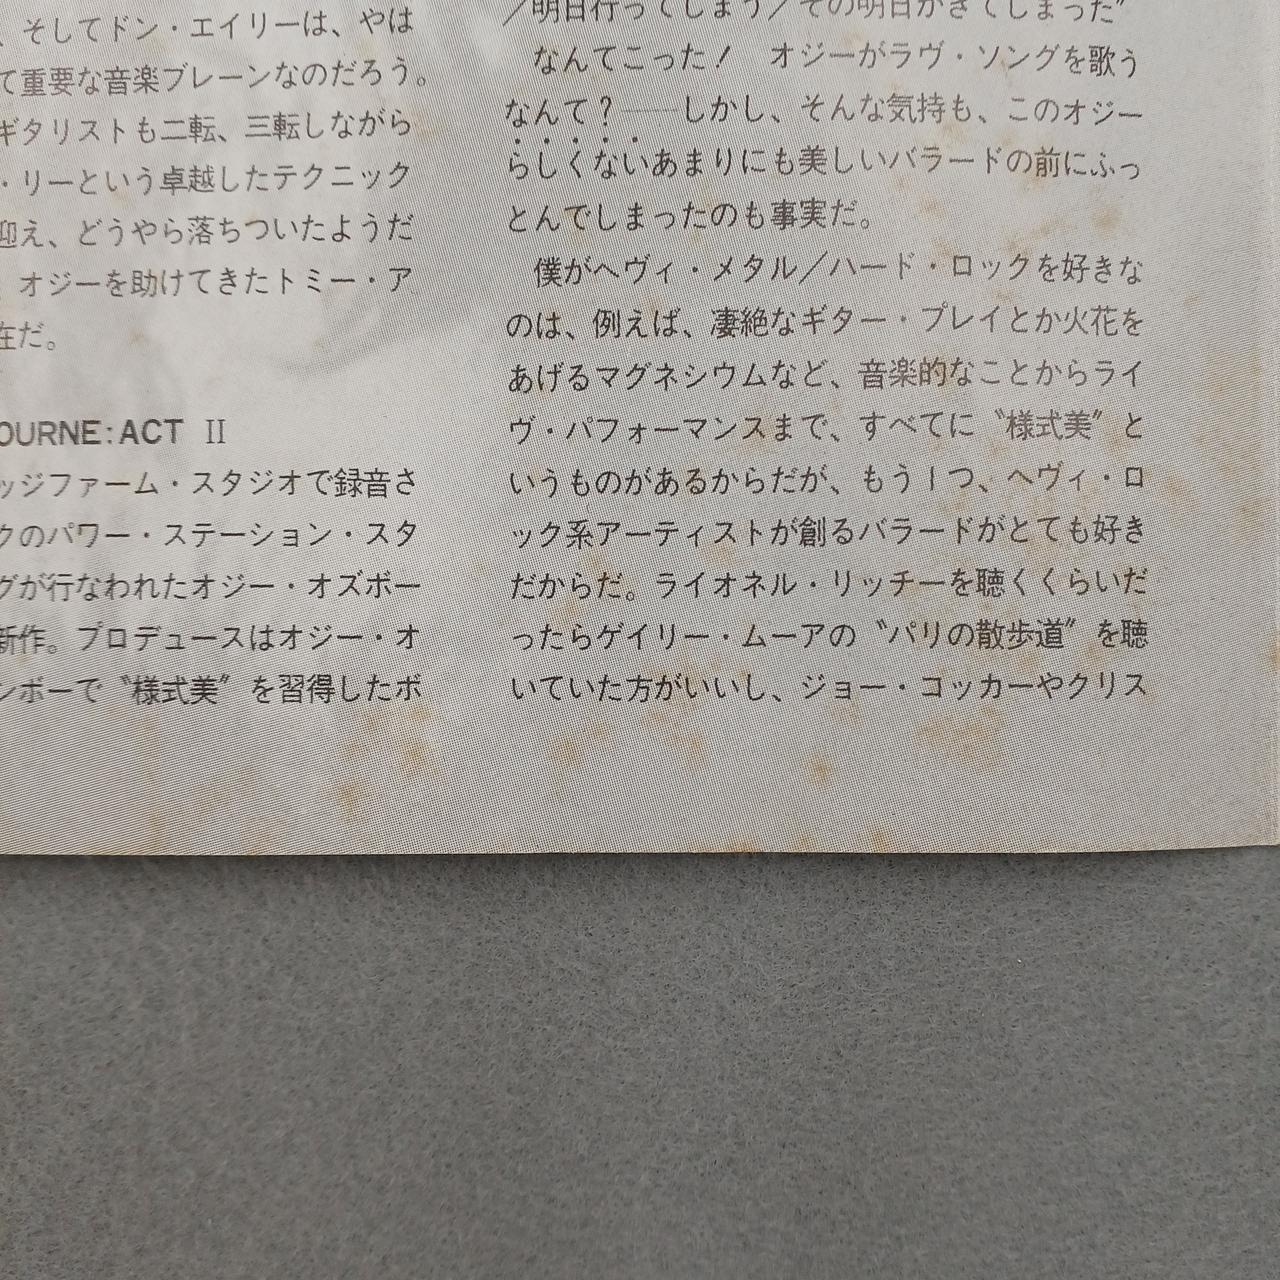 、そしてドン・エイリーは、やは
て重要な音楽ブレーンなのだろう。
ギタリストも二転、三転しながら
・リーという卓越したテクニック
迎え、どうやら落ちついたようだ
オジーを助けてきたトミー・ア
在だ。
OURNE:ACT II
ッジファーム・スタジオで録音さ
クのパワー・ステーション・スタ
グが行なわれたオジー・オズボー
新作。プロデュースはオジー・オ
ンボーで〝様式美〟を習得したボ
／明日行ってしまう／その明日がきてしまった〟
なんてこった！　オジーがラヴ・ソングを歌う
なんて？──しかし、そんな気持も、このオジー
らしくないあまりにも美しいバラードの前にふっ
とんでしまったのも事実だ。
僕がヘヴィ・メタル／ハード・ロックを好きな
のは、例えば、凄絶なギター・プレイとか火花を
あげるマグネシウムなど、音楽的なことからライ
ヴ・パフォーマンスまで、すべてに〝様式美〟と
いうものがあるからだが、もう１つ、ヘヴィ・ロ
ック系アーティストが創るバラードがとても好き
だからだ。ライオネル・リッチーを聴くくらいだ
ったらゲイリー・ムーアの〝パリの散歩道〟を聴
いていた方がいいし、ジョー・コッカーやクリス